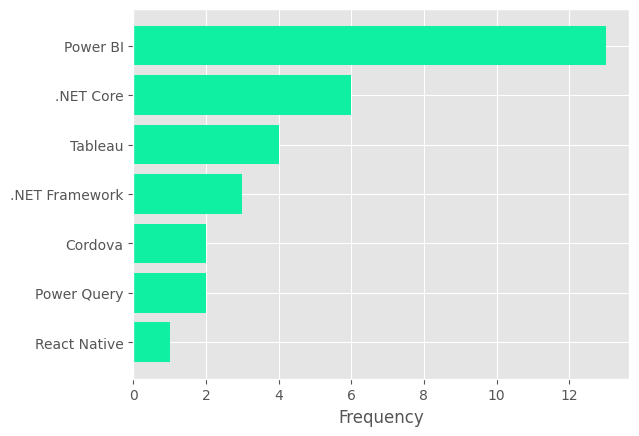 Power BI
.NET Core
Tableau
.NET Framework
Cordova
Power Query
React Native
0 2 4 6 8 10 12
Frequency